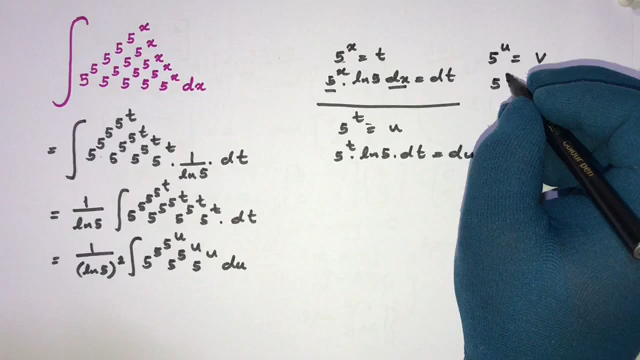 ∫ 5^5^5^5^5^x 5^5^5^5^x 5^5^5^x 5^5^x 5^x dx
= ∫ 5^5^5^5^t 5^5^5^t 5^5^t 5^t · 1/ln5 · dt
= 1/ln5 ∫ 5^5^5^5^t 5^5^5^t 5^5^t 5^t · dt
= 1/(ln5)^2 ∫ 5^5^5^u 5^5^u 5^u du
5^x = t
5^x · ln5 dx = dt
5^t = u
5^t · ln5 · dt = du
5^u = v
5
Colour pen